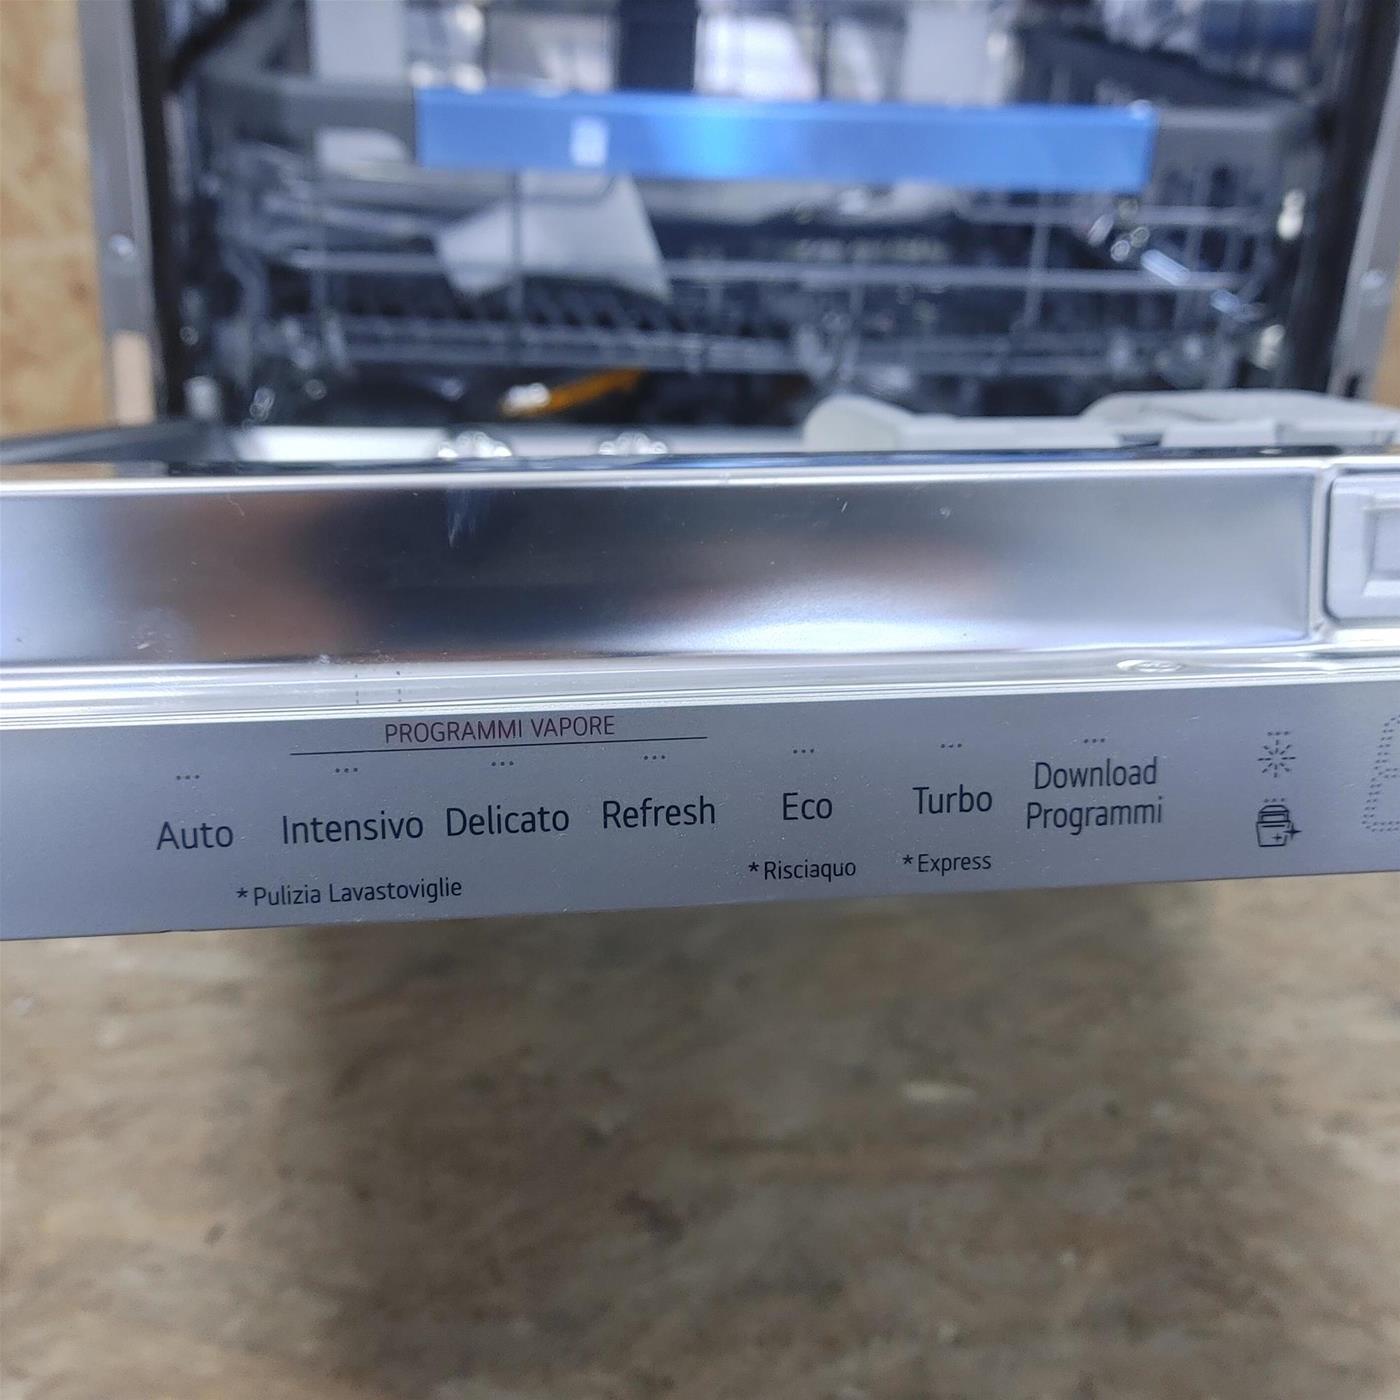 PROGRAMMI VAPORE
Auto Intensivo Delicato Refresh Eco Turbo Download
Programmi
* Pulizia Lavastoviglie * Risciaquo * Express